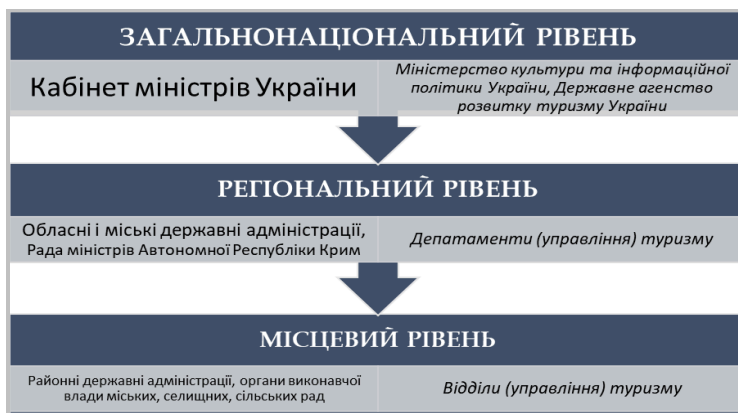 ЗАГАЛЬНОНАЦІОНАЛЬНИЙ РІВЕНЬ
Кабінет міністрів України
Міністерство культури та інформаційної
політики України, Державне агенство
розвитку туризму України
РЕГІОНАЛЬНИЙ РІВЕНЬ
Обласні і міські державні адміністрації,
Рада міністрів Автономної Республіки Крим
Депатаменти (управління) туризму
МІСЦЕВИЙ РІВЕНЬ
Районні державні адміністрації, органи виконавчої
влади міських, селищних, сільських рад
Відділи (управління) туризму